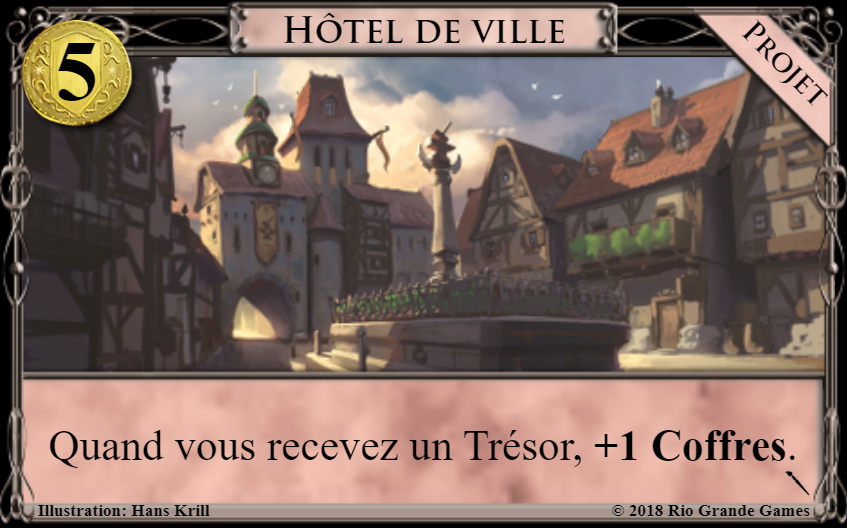 HÔTEL DE VILLE
5
PROJET
Quand vous recevez un Trésor, +1 Coffres.
Illustration: Hans Krill
© 2018 Rio Grande Games